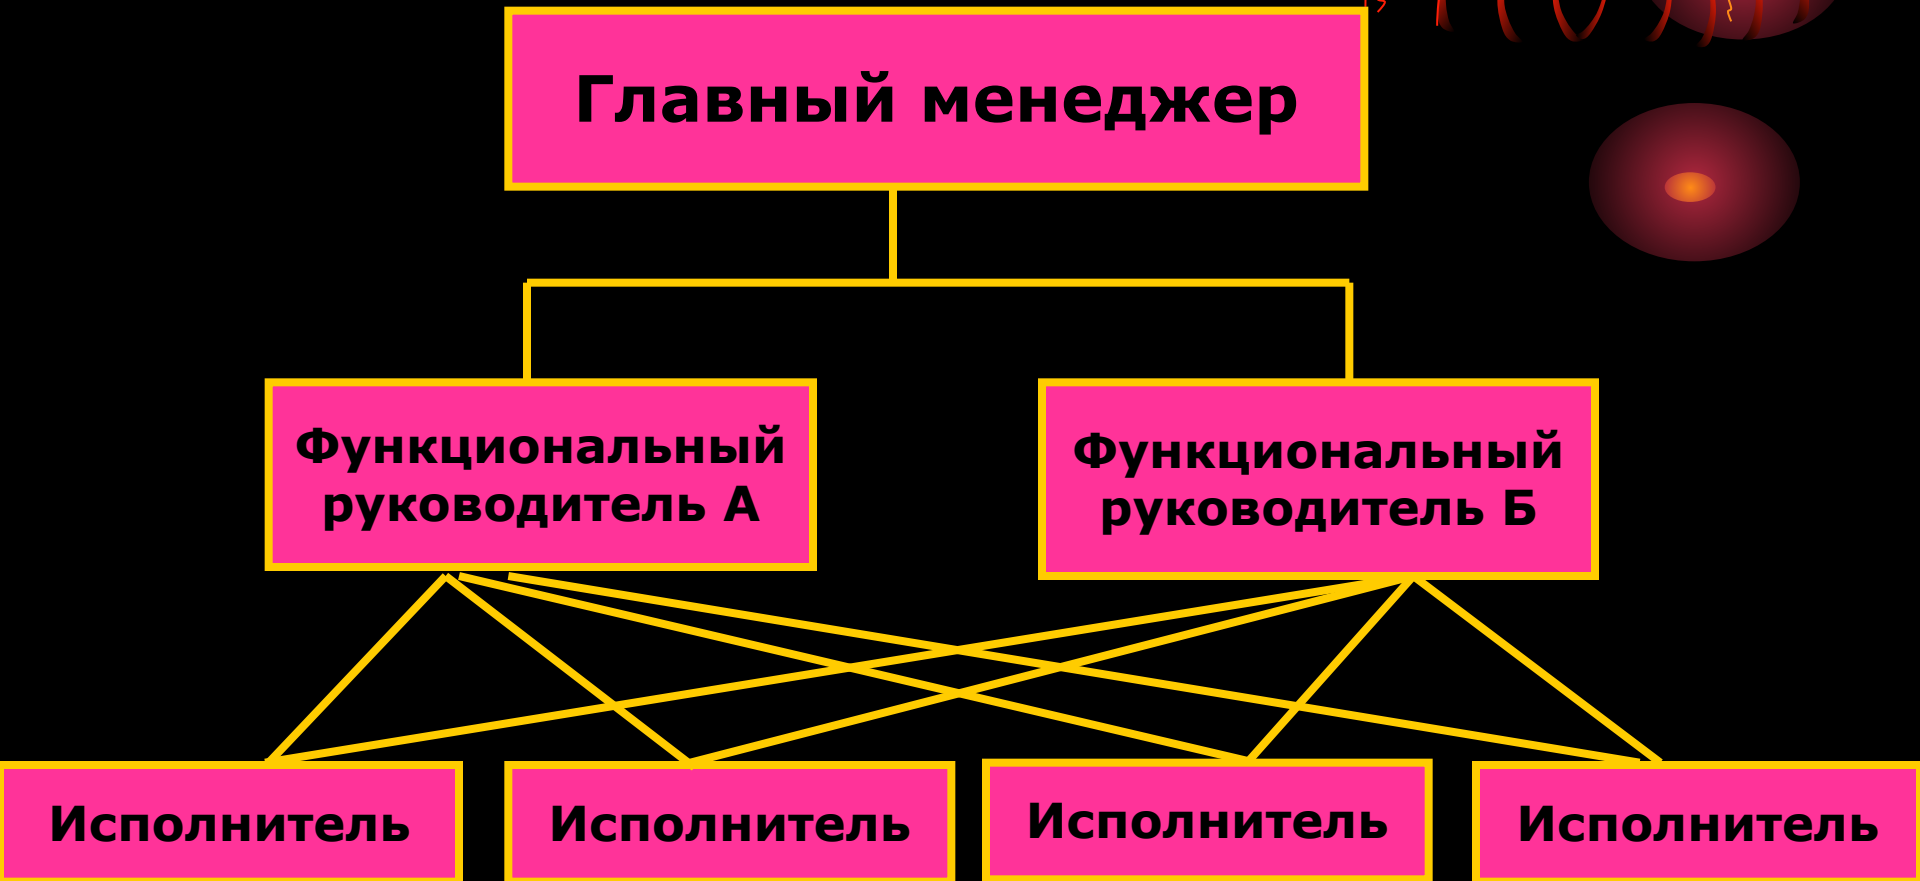 Главный менеджер
Функциональный
руководитель А
Функциональный
руководитель Б
Исполнитель
Исполнитель
Исполнитель
Исполнитель